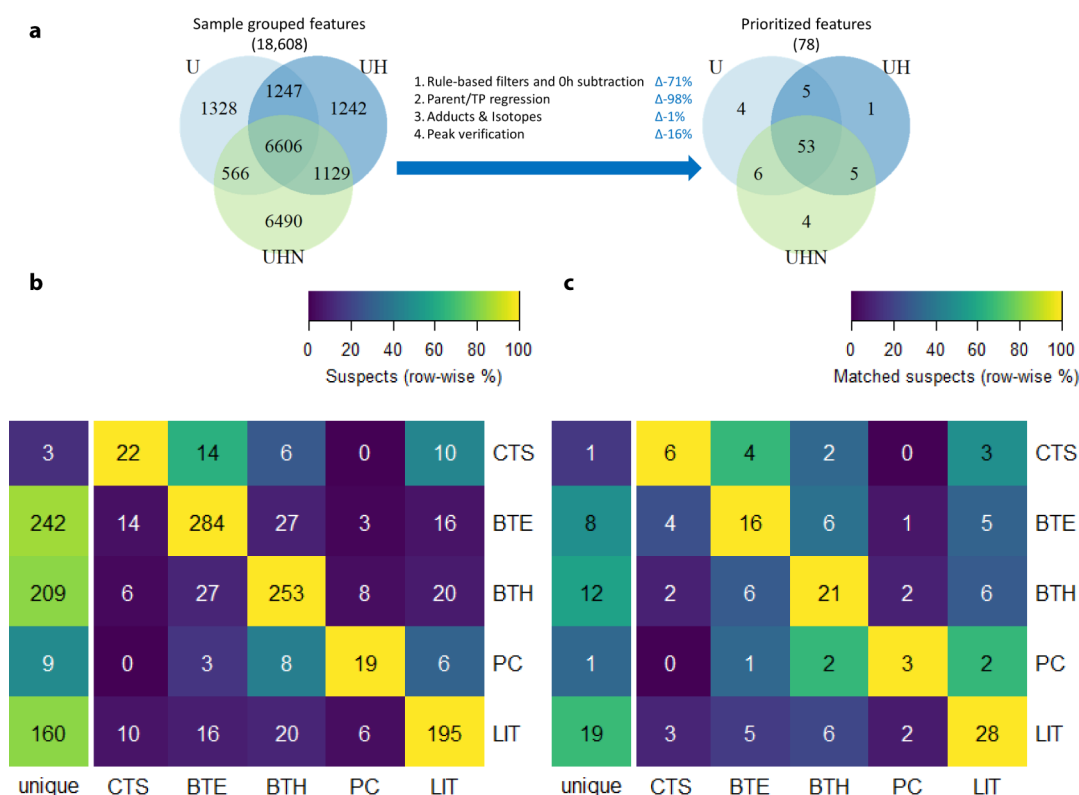 a
Sample grouped features
(18,608)
U
UH
1328
1247
1242
6606
566
1129
6490
UHN
1. Rule-based filters and 0h subtraction Δ-71%
2. Parent/TP regression Δ-98%
3. Adducts & Isotopes Δ-1%
4. Peak verification Δ-16%
Prioritized features
(78)
U
UH
4
5
1
53
6
5
4
UHN
b
0 20 40 60 80 100
Suspects (row-wise %)
3 22 14 6 0 10 CTS
242 14 284 27 3 16 BTE
209 6 27 253 8 20 BTH
9 0 3 8 19 6 PC
160 10 16 20 6 195 LIT
unique CTS BTE BTH PC LIT
c
0 20 40 60 80 100
Matched suspects (row-wise %)
1 6 4 2 0 3 CTS
8 4 16 6 1 5 BTE
12 2 6 21 2 6 BTH
1 0 1 2 3 2 PC
19 3 5 6 2 28 LIT
unique CTS BTE BTH PC LIT